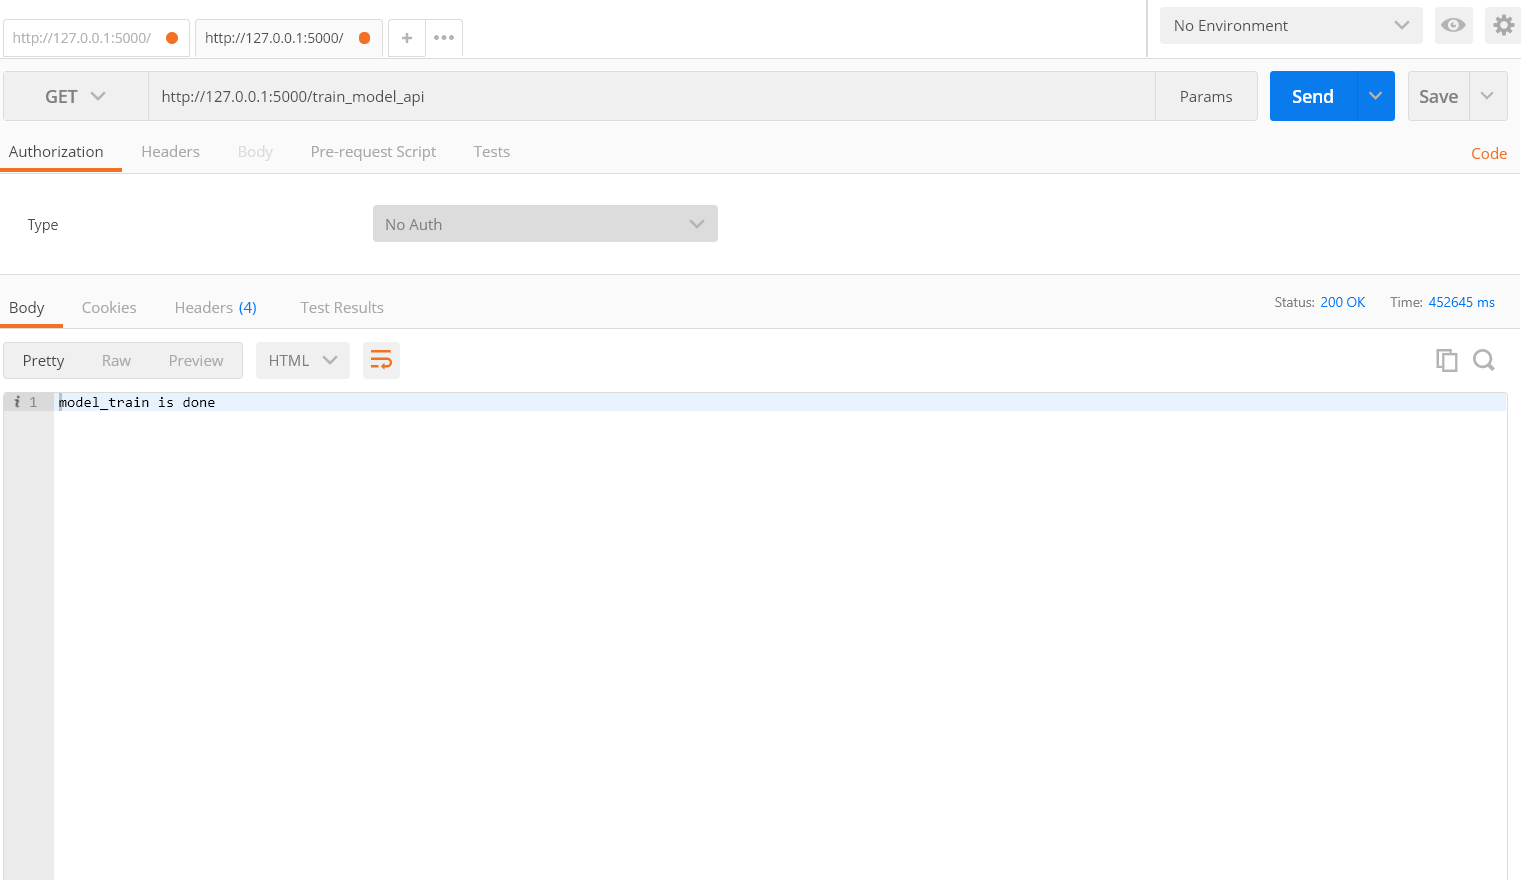 http://127.0.0.1:5000/ http://127.0.0.1:5000/ + No Environment
GET http://127.0.0.1:5000/train_model_api Params Send Save
Authorization Headers Body Pre-request Script Tests Code
Type No Auth
Body Cookies Headers (4) Test Results Status: 200 OK Time: 452645 ms
Pretty Raw Preview HTML
i 1 model_train is done